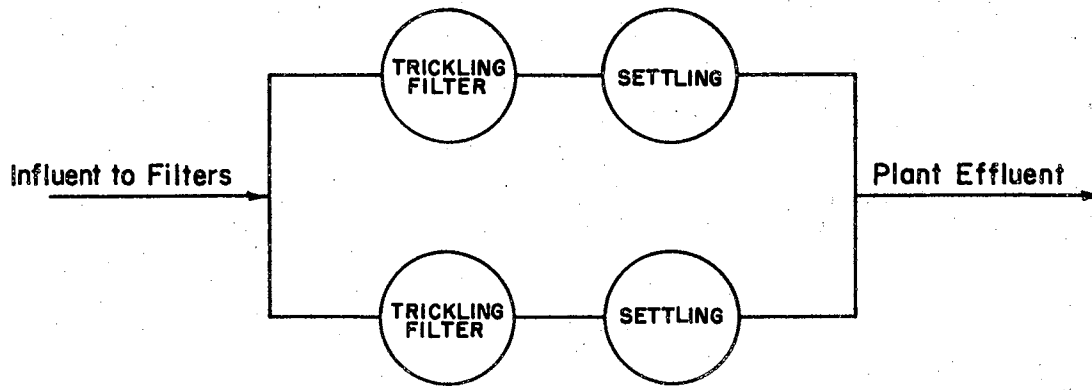 TRICKLING
FILTER
SETTLING
Influent to Filters
Plant Effluent
TRICKLING
FILTER
SETTLING